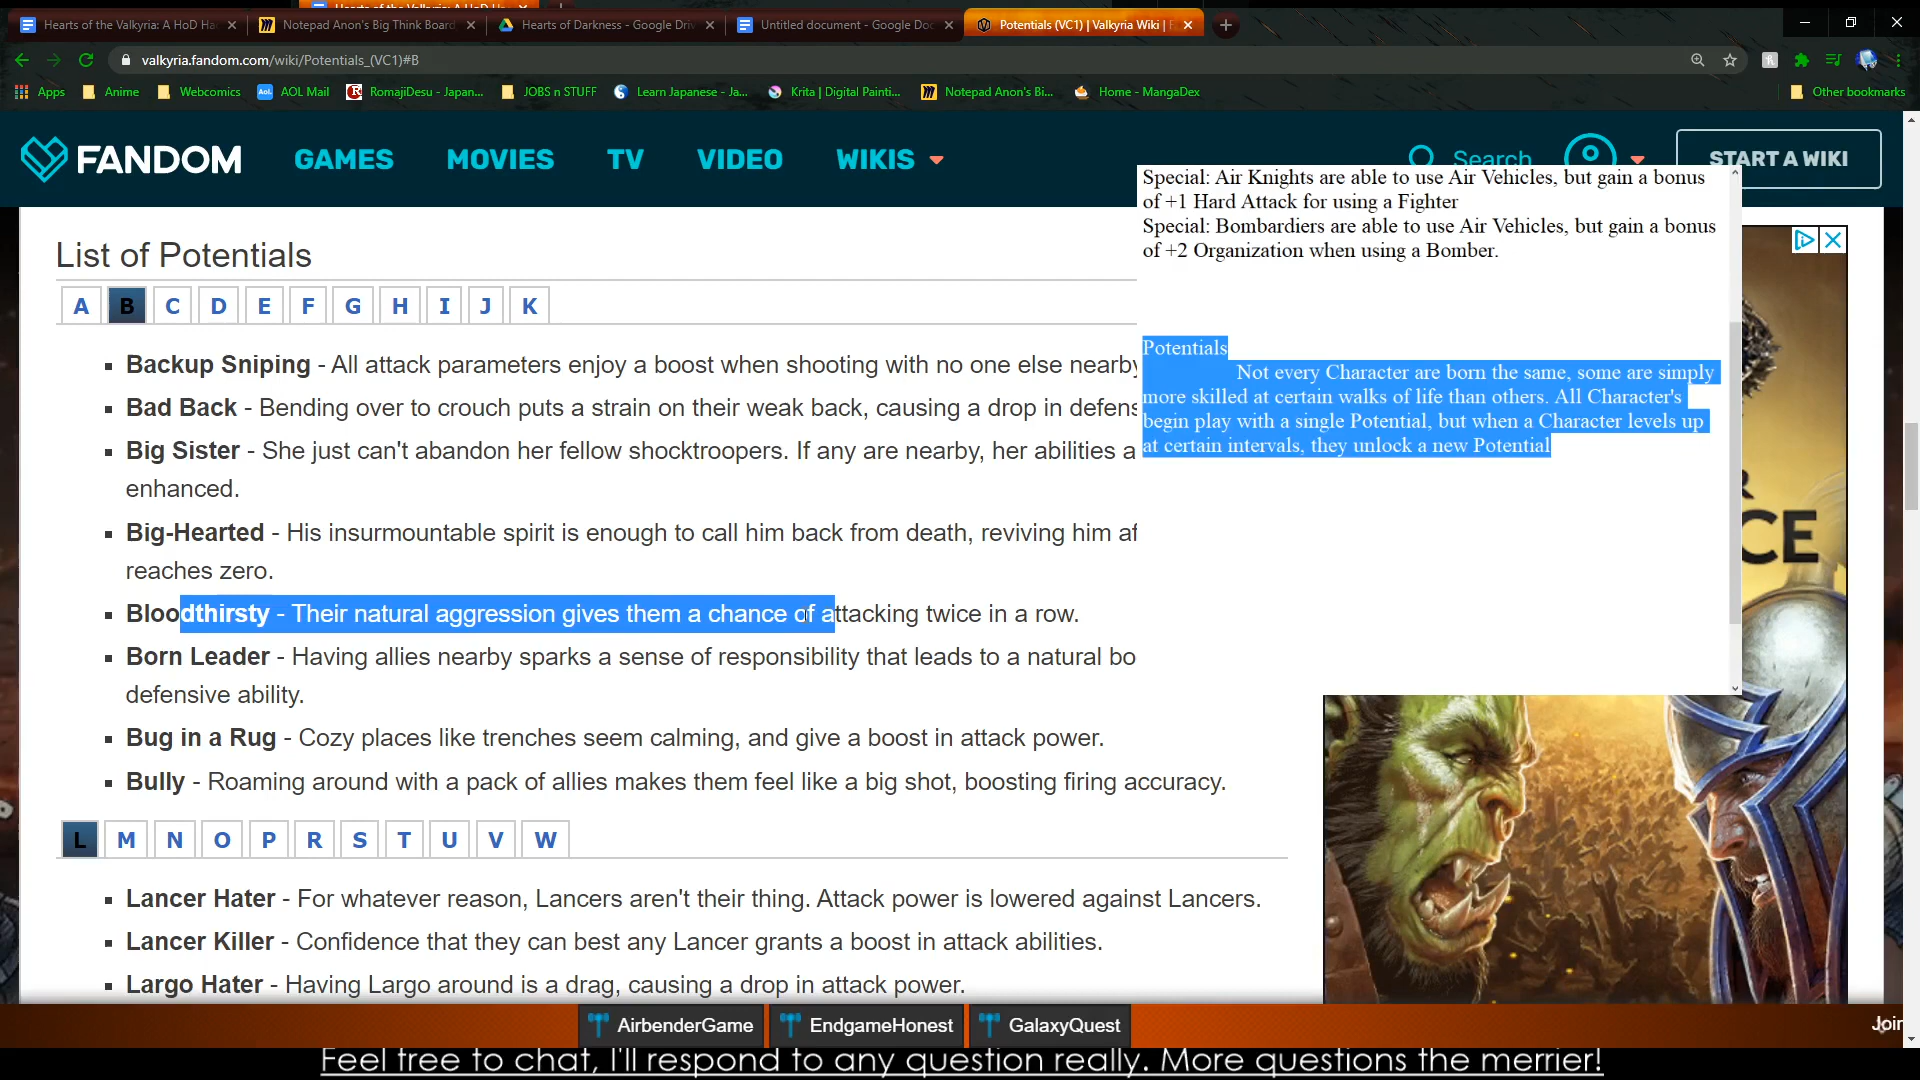 Hearts of the Valkyria: A HoD Ha
Hearts of the Valkyria: A HoD Ha
Notepad Anon's Big Think Board
Hearts of Darkness - Google Driv
Untitled document - Google Doc
Potentials (VC1) | Valkyria Wiki |
valkyria.fandom.com/wiki/Potentials_(VC1)#B
Apps
Anime
Webcomics
Aol.
AOL Mail
RomajiDesu - Japan...
JOBS n STUFF
Learn Japanese - Ja...
Krita | Digital Painti...
Notepad Anon's Bi...
Home - MangaDex
Other bookmarks
FANDOM
GAMES
MOVIES
TV
VIDEO
WIKIS
Search
START A WIKI
Special: Air Knights are able to use Air Vehicles, but gain a bonus
of +1 Hard Attack for using a Fighter
Special: Bombardiers are able to use Air Vehicles, but gain a bonus
of +2 Organization when using a Bomber.
Potentials
Not every Character are born the same, some are simply
more skilled at certain walks of life than others. All Character's
begin play with a single Potential, but when a Character levels up
at certain intervals, they unlock a new Potential
List of Potentials
A B C D E F G H I J K
Backup Sniping - All attack parameters enjoy a boost when shooting with no one else nearby
Bad Back - Bending over to crouch puts a strain on their weak back, causing a drop in defens
Big Sister - She just can't abandon her fellow shocktroopers. If any are nearby, her abilities a
enhanced.
Big-Hearted - His insurmountable spirit is enough to call him back from death, reviving him af
reaches zero.
Bloodthirsty - Their natural aggression gives them a chance of attacking twice in a row.
Born Leader - Having allies nearby sparks a sense of responsibility that leads to a natural bo
defensive ability.
Bug in a Rug - Cozy places like trenches seem calming, and give a boost in attack power.
Bully - Roaming around with a pack of allies makes them feel like a big shot, boosting firing accuracy.
L M N O P R S T U V W
Lancer Hater - For whatever reason, Lancers aren't their thing. Attack power is lowered against Lancers.
Lancer Killer - Confidence that they can best any Lancer grants a boost in attack abilities.
Largo Hater - Having Largo around is a drag, causing a drop in attack power.
R
CE
AirbenderGame
EndgameHonest
GalaxyQuest
Join
Feel free to chat, I'll respond to any question really. More questions the merrier!